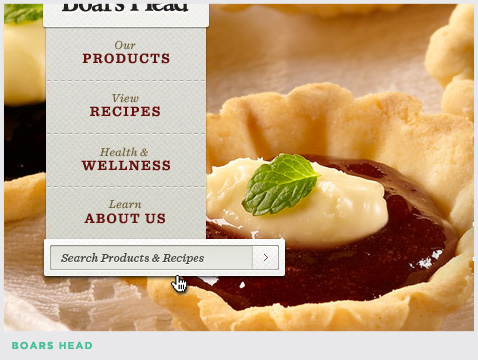 Boars Head
Our
PRODUCTS
View
RECIPES
Health &
WELLNESS
Learn
ABOUT US
Search Products & Recipes
BOARS HEAD